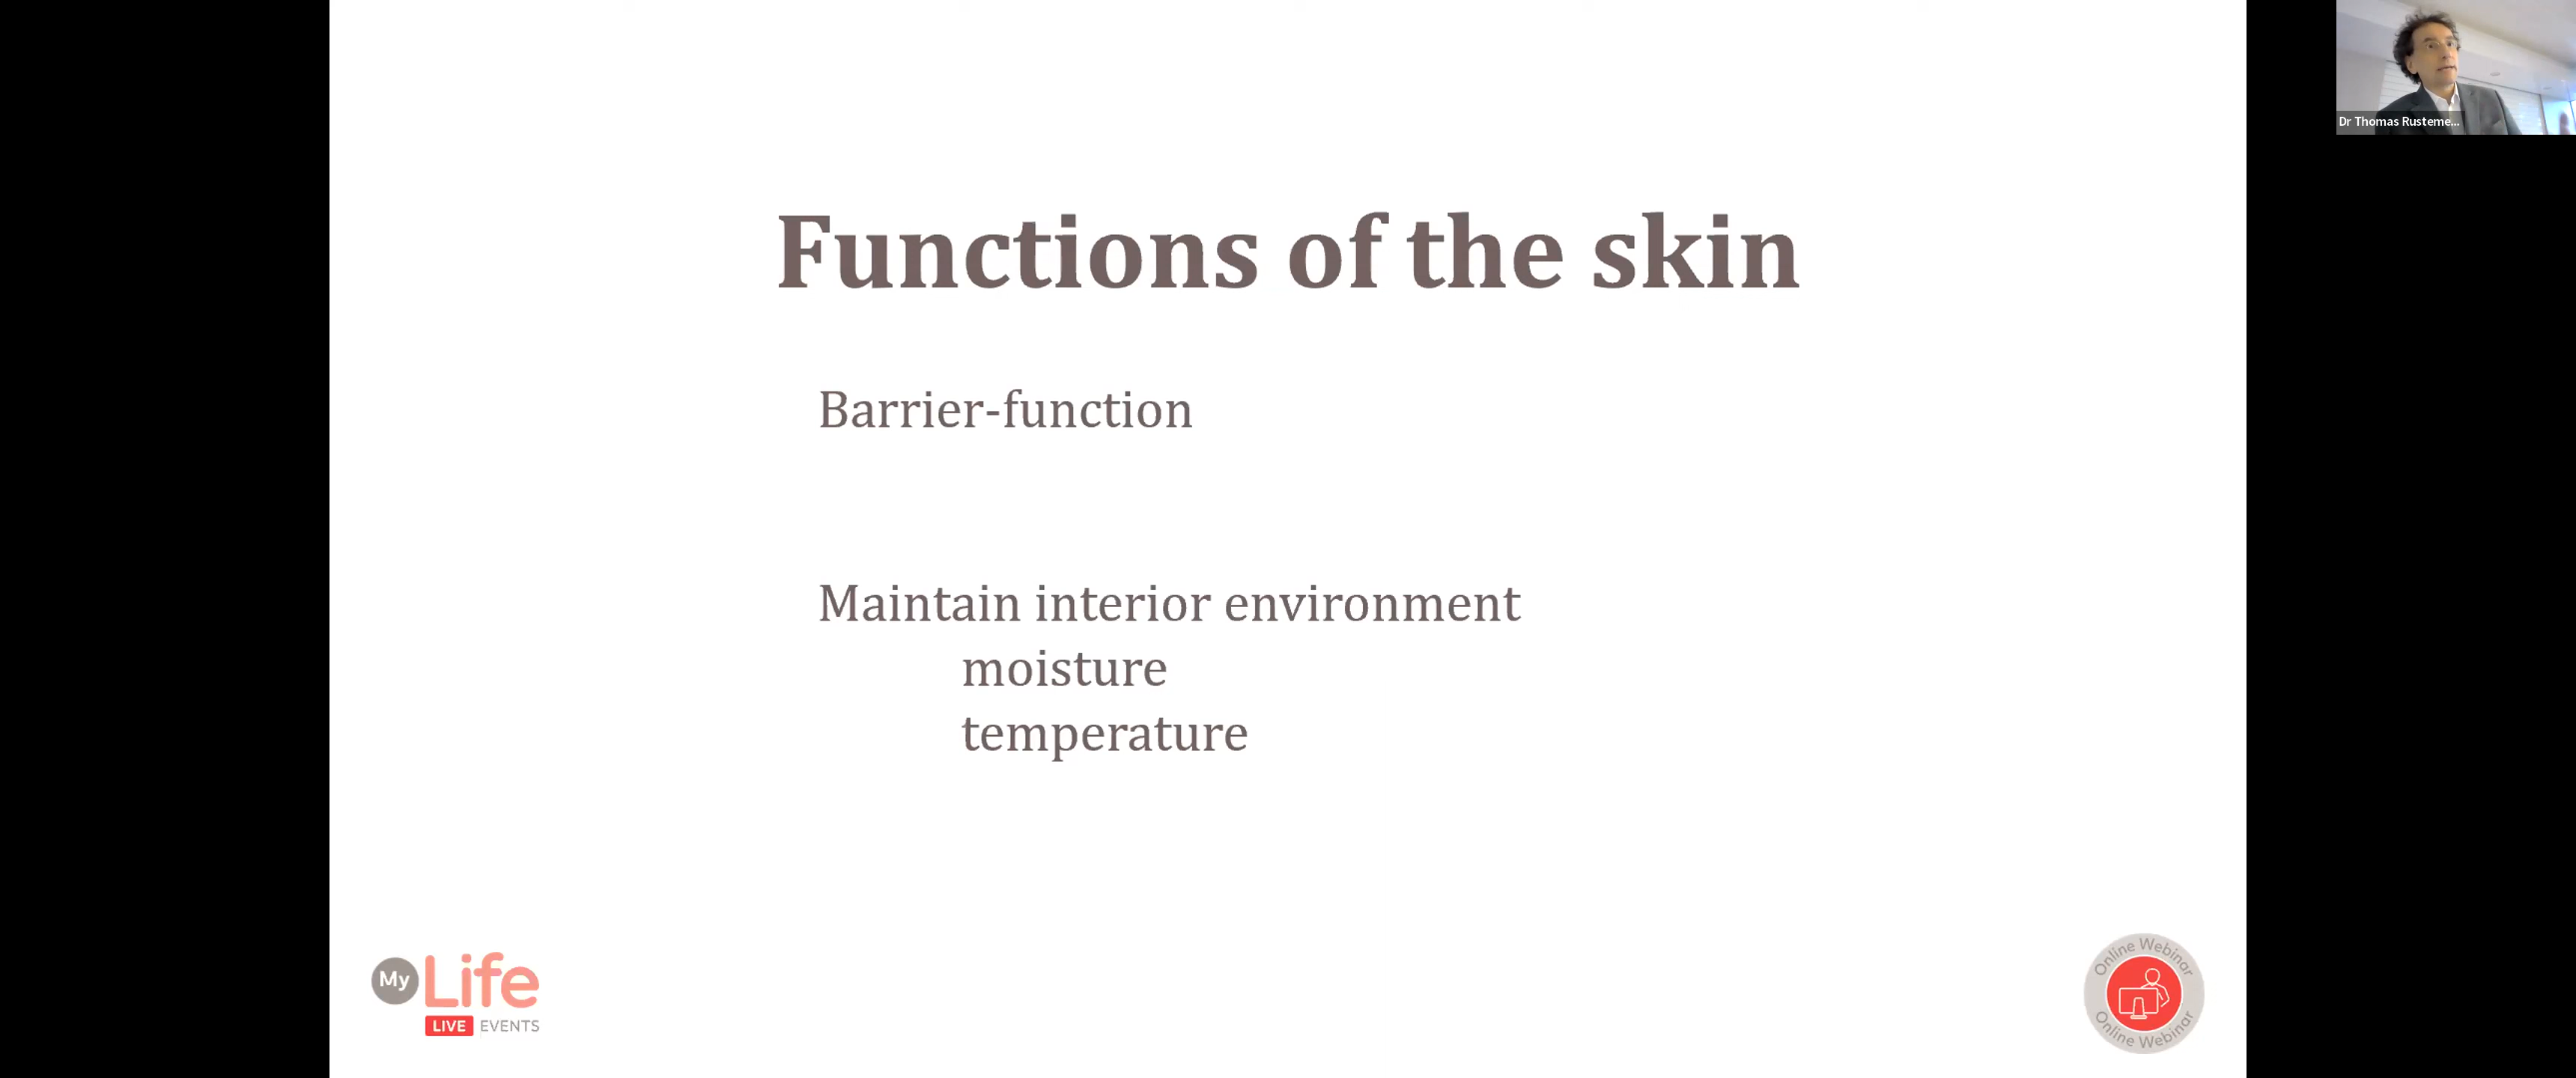 Dr Thomas Rusteme...
Functions of the skin
Barrier-function
Maintain interior environment
moisture
temperature
My Life
LIVE EVENTS
Online Webinar
Online Webinar